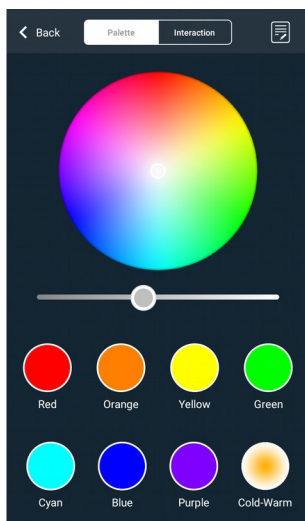 Back
Palette
Interaction
Red
Orange
Yellow
Green
Cyan
Blue
Purple
Cold-Warm